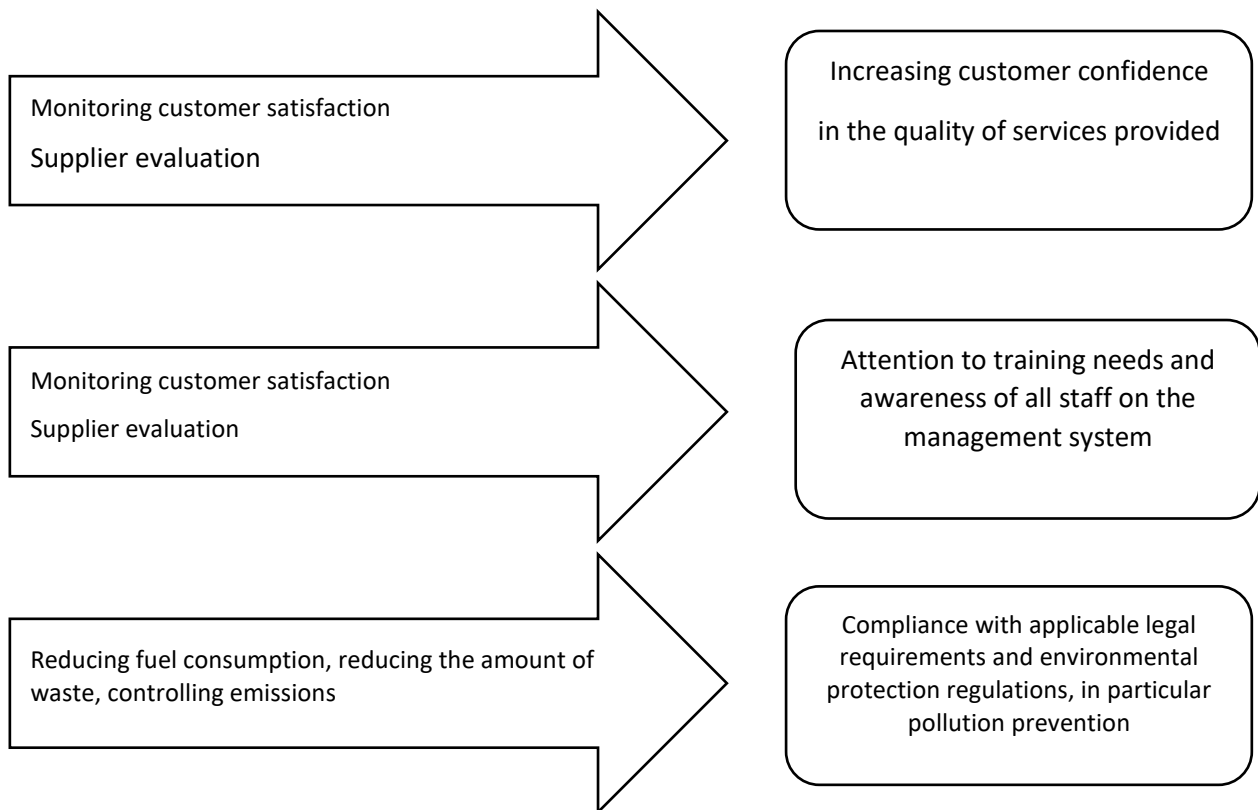 Monitoring customer satisfaction
Supplier evaluation
Increasing customer confidence
in the quality of services provided
Monitoring customer satisfaction
Supplier evaluation
Attention to training needs and
awareness of all staff on the
management system
Reducing fuel consumption, reducing the amount of
waste, controlling emissions
Compliance with applicable legal
requirements and environmental
protection regulations, in particular
pollution prevention